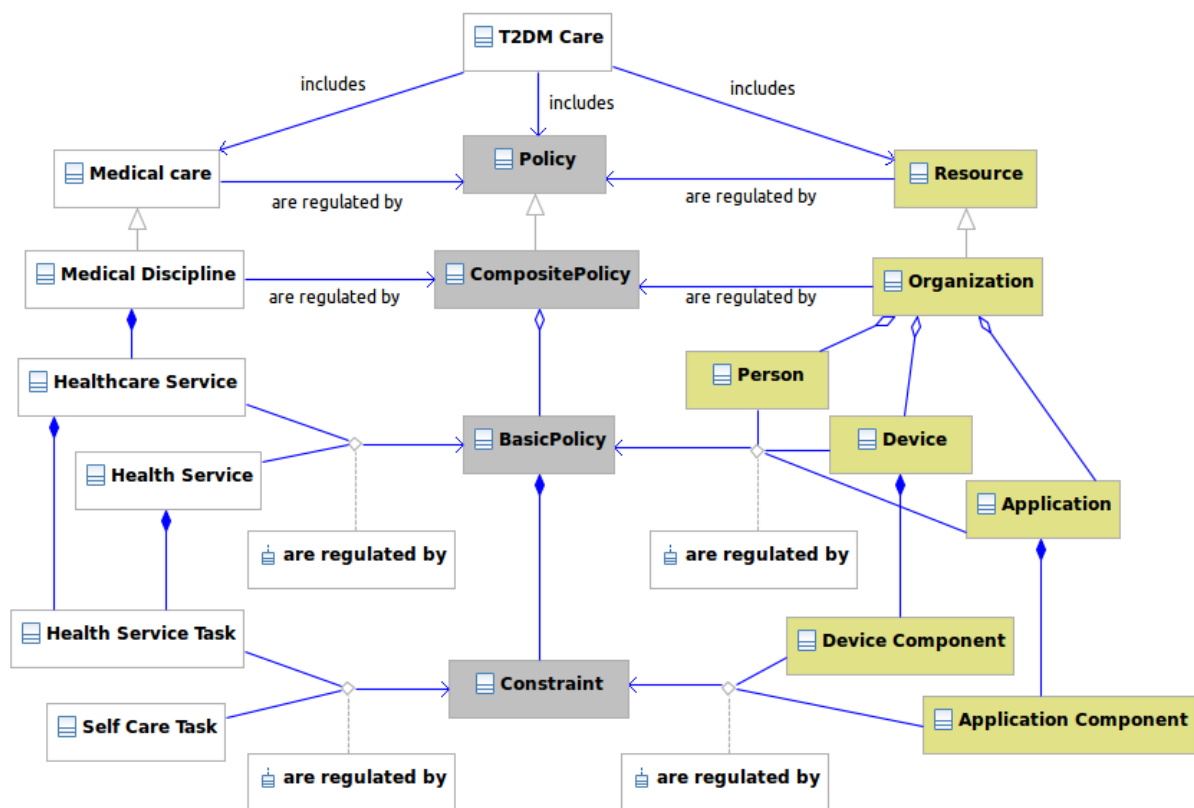 T2DM Care
includes
includes
includes
Medical care
Policy
Resource
are regulated by
are regulated by
Medical Discipline
CompositePolicy
Organization
are regulated by
are regulated by
Healthcare Service
Person
BasicPolicy
Device
Health Service
Application
are regulated by
are regulated by
Health Service Task
Device Component
Constraint
Self Care Task
Application Component
are regulated by
are regulated by